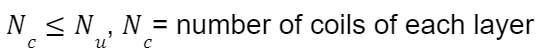 N_c ≤ N_u, N_c= number of coils of each layer